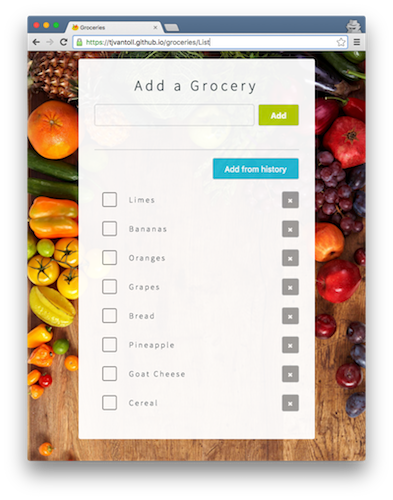 Groceries
https://tjvantoll.github.io/groceries/List
Add a Grocery
Add
Add from history
Limes
Bananas
Oranges
Grapes
Bread
Pineapple
Goat Cheese
Cereal